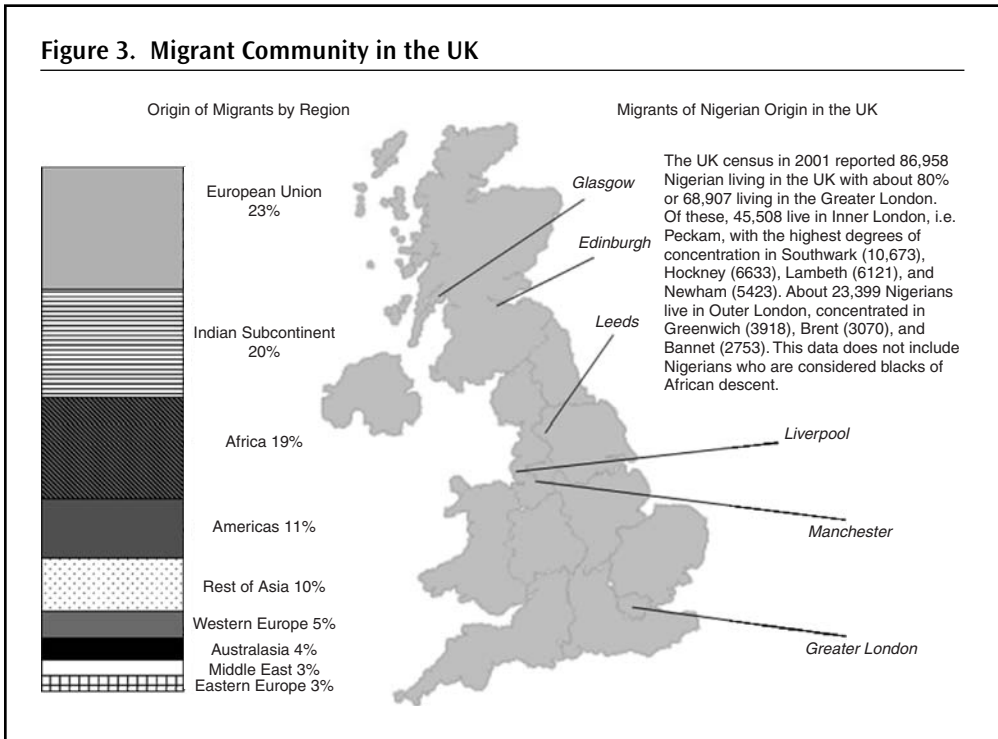 Figure 3. Migrant Community in the UK
Origin of Migrants by Region
European Union
23%
Indian Subcontinent
20%
Africa 19%
Americas 11%
Rest of Asia 10%
Western Europe 5%
Australasia 4%
Middle East 3%
Eastern Europe 3%
Glasgow
Edinburgh
Leeds
Liverpool
Manchester
Greater London
Migrants of Nigerian Origin in the UK
The UK census in 2001 reported 86,958
Nigerian living in the UK with about 80%
or 68,907 living in the Greater London.
Of these, 45,508 live in Inner London, i.e.
Peckam, with the highest degrees of
concentration in Southwark (10,673),
Hockney (6633), Lambeth (6121), and
Newham (5423). About 23,399 Nigerians
live in Outer London, concentrated in
Greenwich (3918), Brent (3070), and
Bannet (2753). This data does not include
Nigerians who are considered blacks of
African descent.